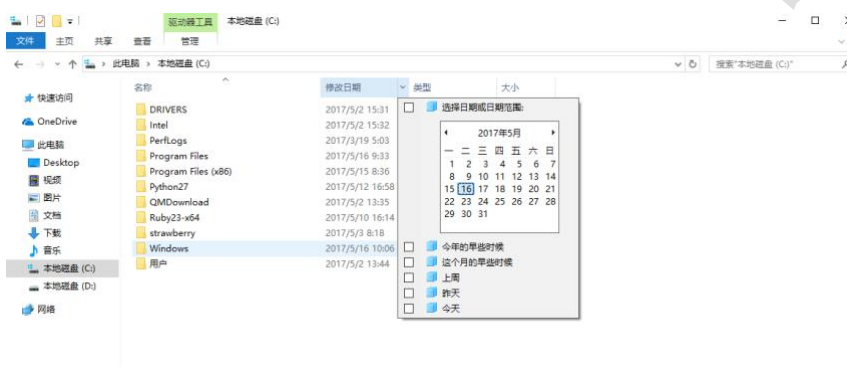 驱动器工具 本地磁盘 (C:)
文件 主页 共享 查看 管理
此电脑 › 本地磁盘 (C:) 搜索"本地磁盘 (C:)"
名称 修改日期 类型 大小
快速访问
OneDrive
此电脑
Desktop
视频
图片
文档
下载
音乐
本地磁盘 (C:)
本地磁盘 (D:)
网络
DRIVERS 2017/5/2 15:31
Intel 2017/5/2 15:32
PerfLogs 2017/3/19 5:03
Program Files 2017/5/16 9:33
Program Files (x86) 2017/5/15 8:36
Python27 2017/5/12 16:58
QMDownload 2017/5/2 13:35
Ruby23-x64 2017/5/10 16:14
strawberry 2017/5/3 8:18
Windows 2017/5/16 10:06
用户 2017/5/2 13:44
选择日期或日期范围:
2017年5月
一 二 三 四 五 六 日
1 2 3 4 5 6 7
8 9 10 11 12 13 14
15 16 17 18 19 20 21
22 23 24 25 26 27 28
29 30 31
今年的早些时候
这个月的早些时候
上周
昨天
今天